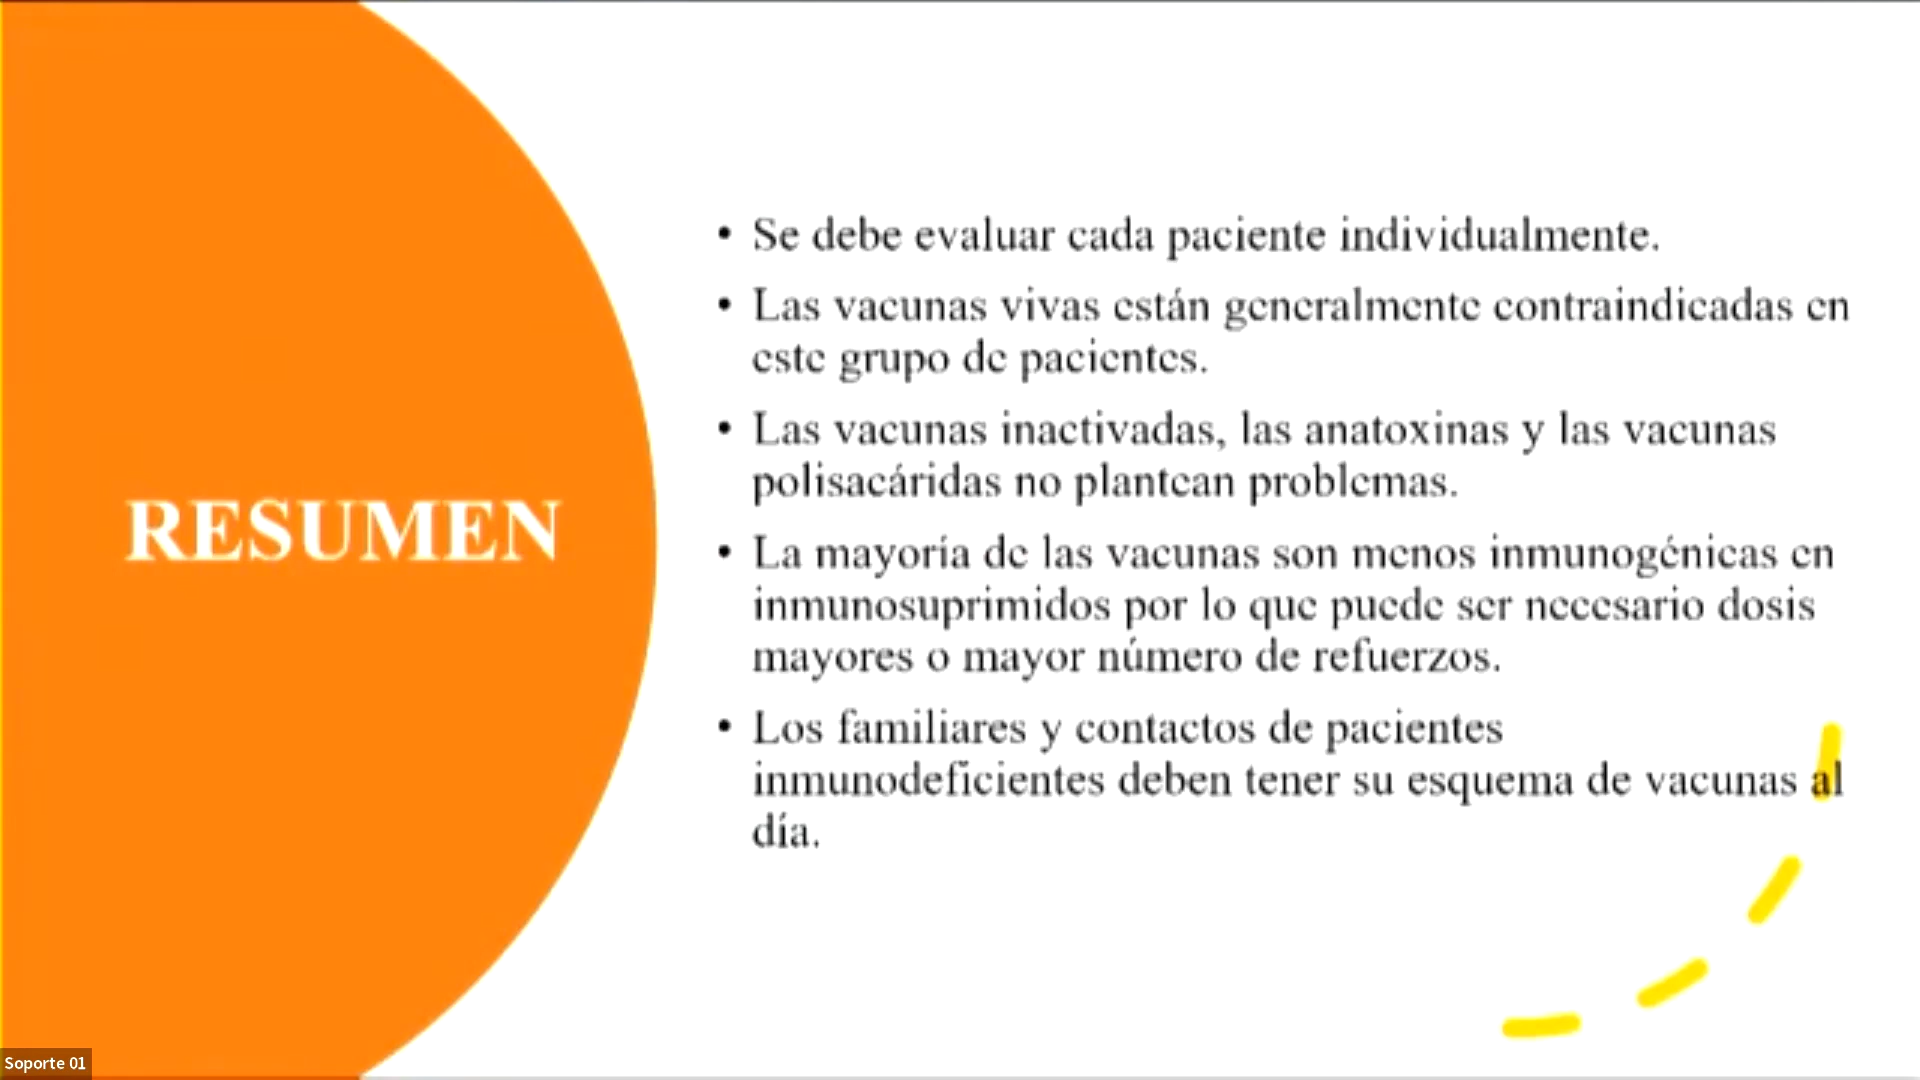 RESUMEN
• Se debe evaluar cada paciente individualmente.
• Las vacunas vivas están generalmente contraindicadas en
este grupo de pacientes.
• Las vacunas inactivadas, las anatoxinas y las vacunas
polisacáridas no plantean problemas.
• La mayoría de las vacunas son menos inmunogénicas en
inmunosuprimidos por lo que puede ser necesario dosis
mayores o mayor número de refuerzos.
• Los familiares y contactos de pacientes
inmunodeficientes deben tener su esquema de vacunas al
día.
Soporte 01